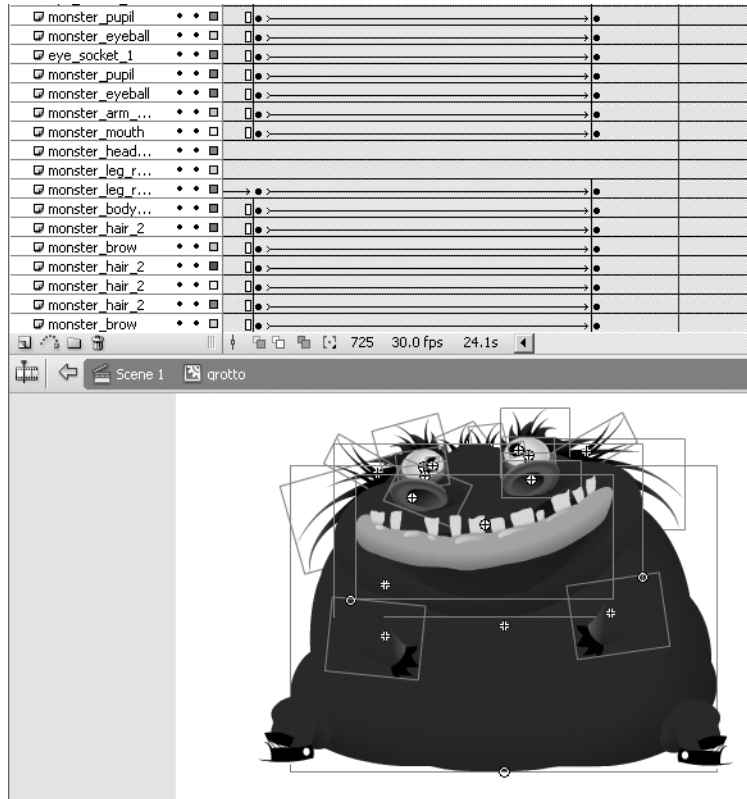 monster_pupil
monster_eyeball
eye_socket_1
monster_pupil
monster_eyeball
monster_arm_...
monster_mouth
monster_head...
monster_leg_r...
monster_leg_r...
monster_body...
monster_hair_2
monster_brow
monster_hair_2
monster_hair_2
monster_hair_2
monster_brow
725 30.0 fps 24.1s
Scene 1 grotto